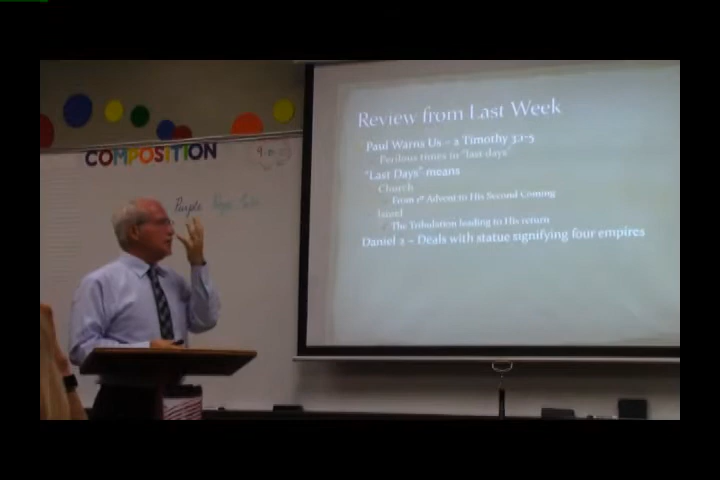 COMPOSITION
Purple
Review from Last Week
Paul Warns Us – 2 Timothy 3.1-5
Perilous times in "last days"
"Last Days" means
Church
From 1st Advent to His Second Coming
Israel
The Tribulation leading to His return
Daniel 2 – Deals with statue signifying four empires